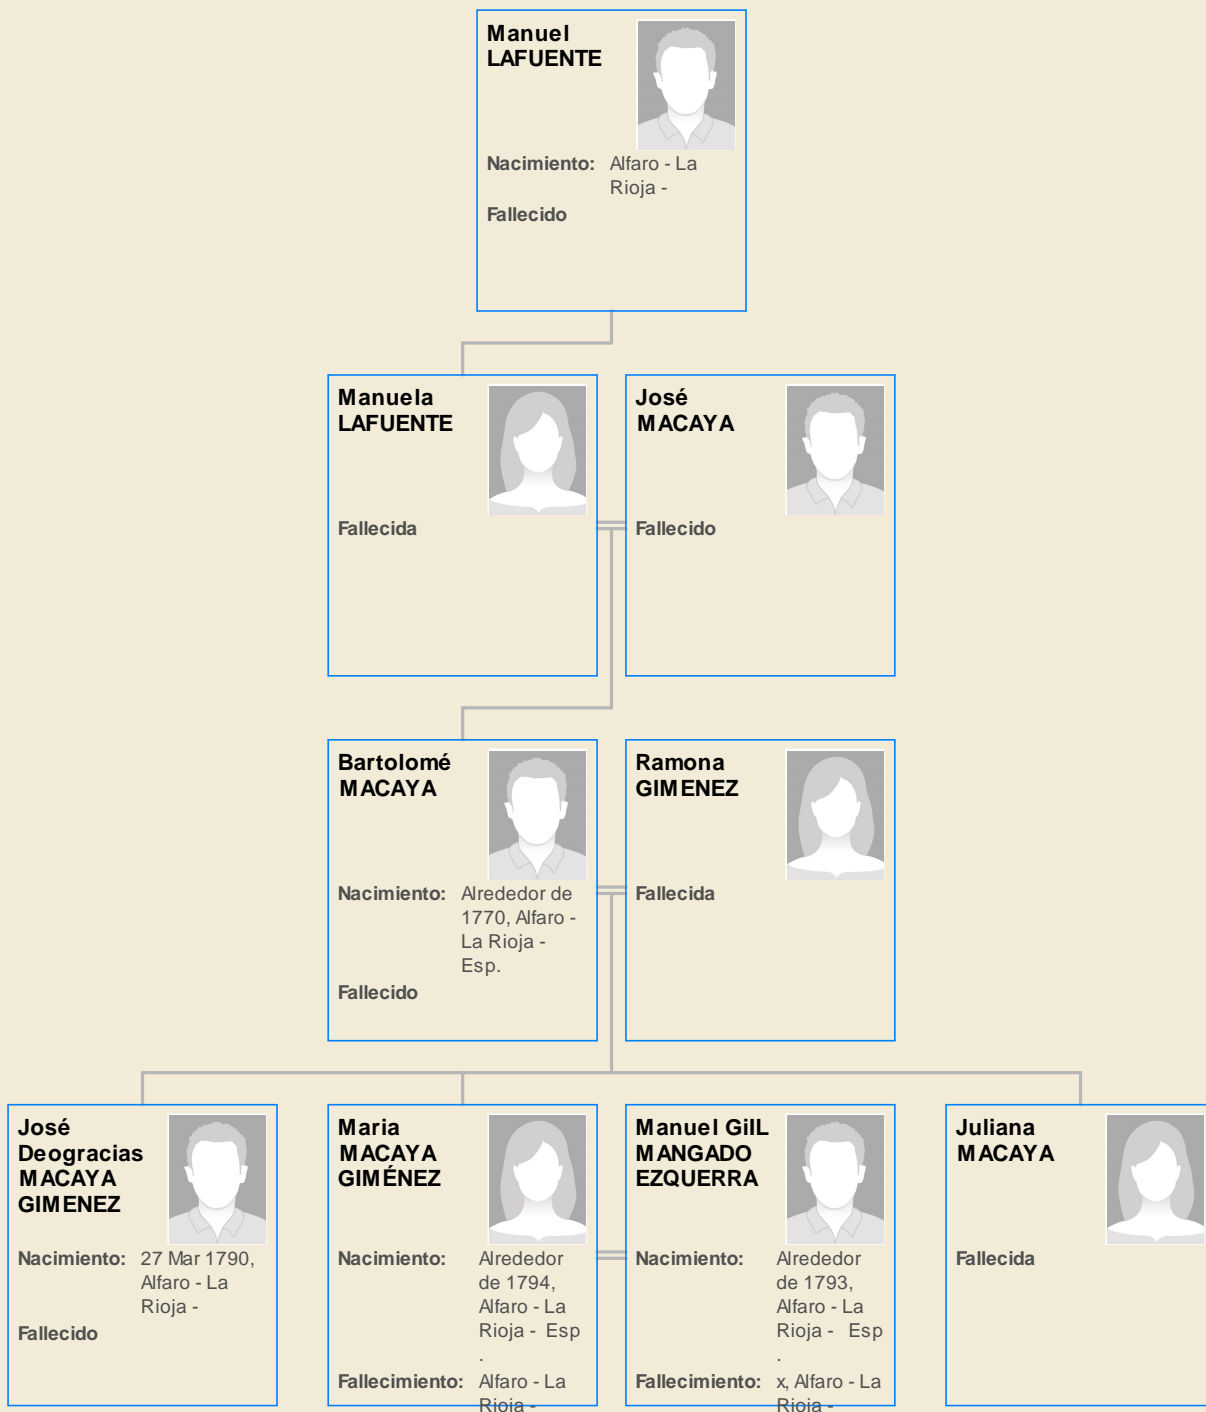 Manuel
LAFUENTE
Nacimiento: Alfaro - La
Rioja -
Fallecido
Manuela
LAFUENTE
Fallecida
José
MACAYA
Fallecido
Bartolomé
MACAYA
Nacimiento: Alrededor de
1770, Alfaro -
La Rioja -
Esp.
Fallecido
Ramona
GIMENEZ
Fallecida
José
Deogracias
MACAYA
GIMENEZ
Nacimiento: 27 Mar 1790,
Alfaro - La
Rioja -
Fallecido
Maria
MACAYA
GIMÉNEZ
Nacimiento: Alrededor
de 1794,
Alfaro - La
Rioja - Esp
.
Fallecimiento: Alfaro - La
Rioja -
Manuel GilL
MANGADO
EZQUERRA
Nacimiento: Alrededor
de 1793,
Alfaro - La
Rioja - Esp
.
Fallecimiento: x, Alfaro - La
Rioja -
Juliana
MACAYA
Fallecida